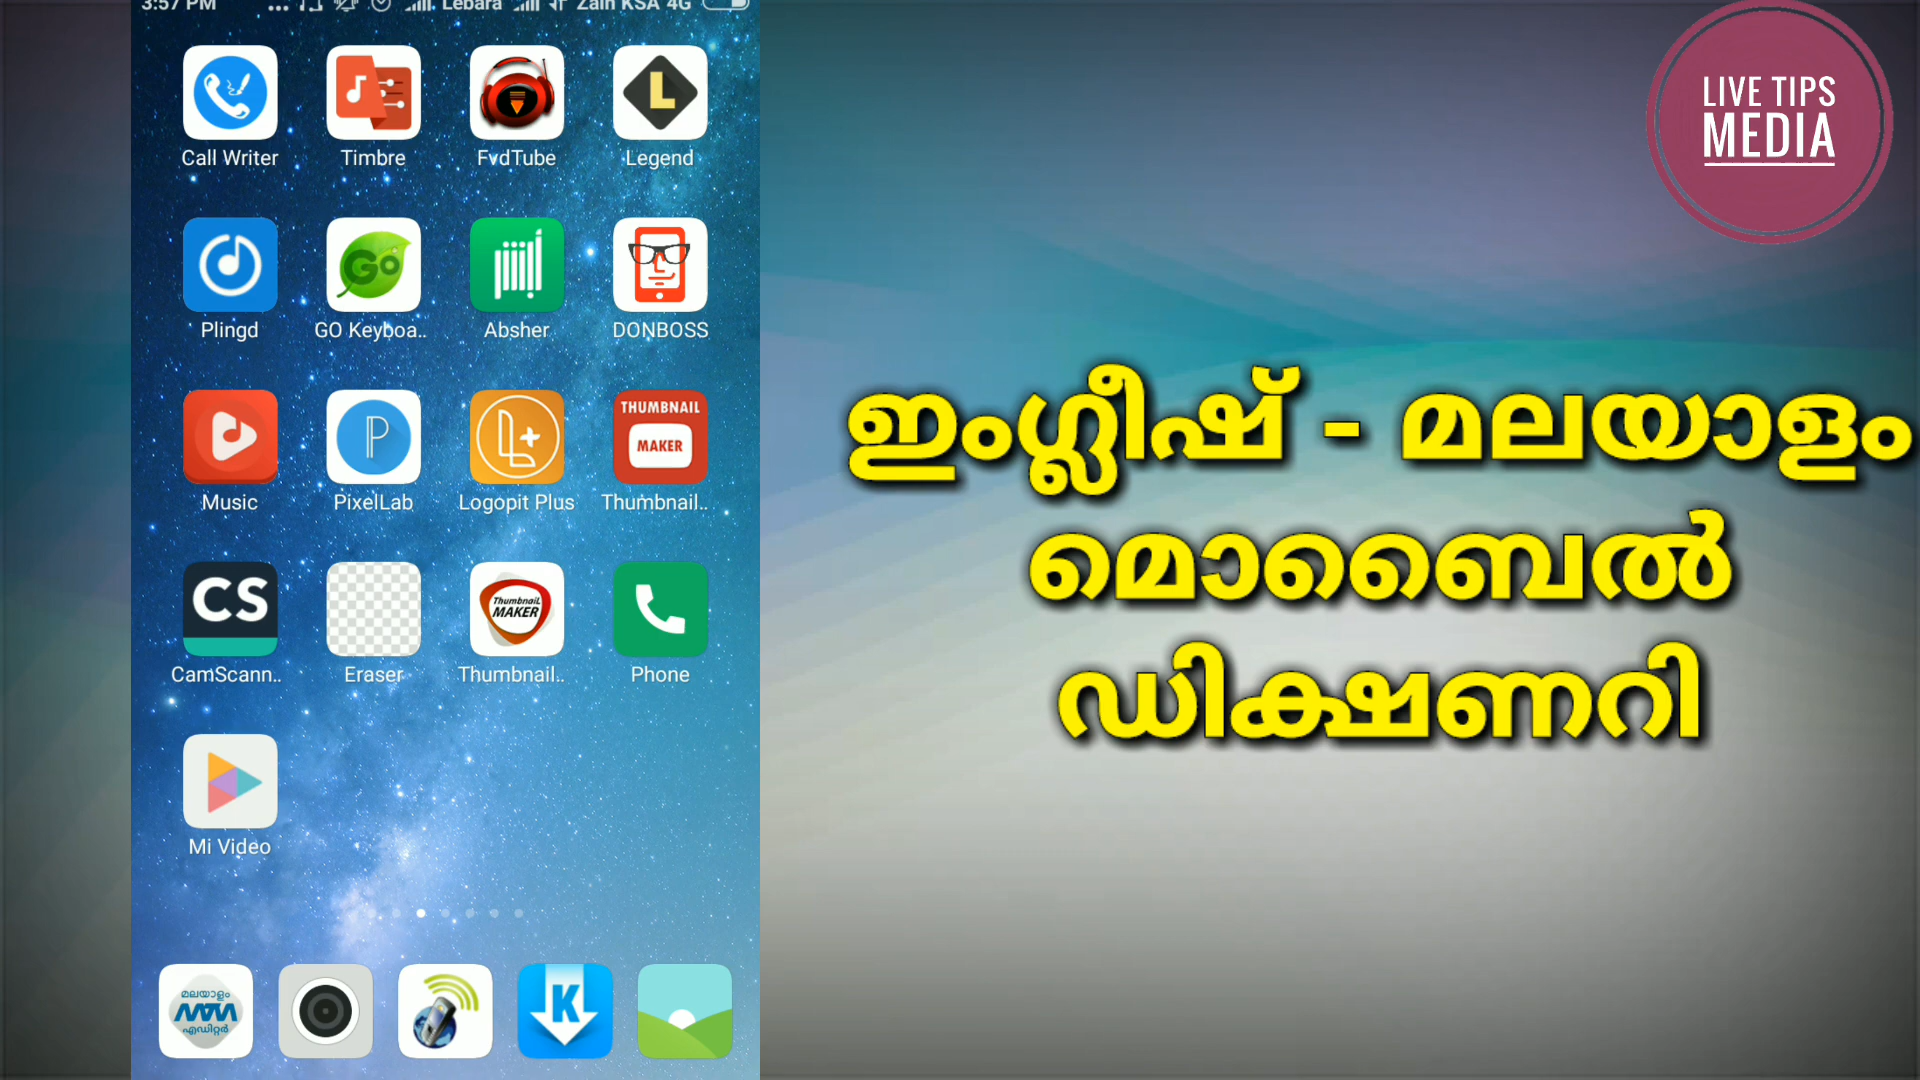 3:57 PM ... Lebara Zain KSA 4G
LIVE TIPS
MEDIA
Call Writer Timbre FvdTube Legend
GO
Plingd GO Keyboa.. Absher DONBOSS
THUMBNAIL
MAKER
Music PixelLab Logopit Plus Thumbnail..
CS
Thumbnail
MAKER
CamScann.. Eraser Thumbnail.. Phone
Mi Video
മലയാളം
എഡിറ്റർ
K
ഇംഗ്ലീഷ് - മലയാളം
മൊബൈൽ
ഡിക്ഷണറി